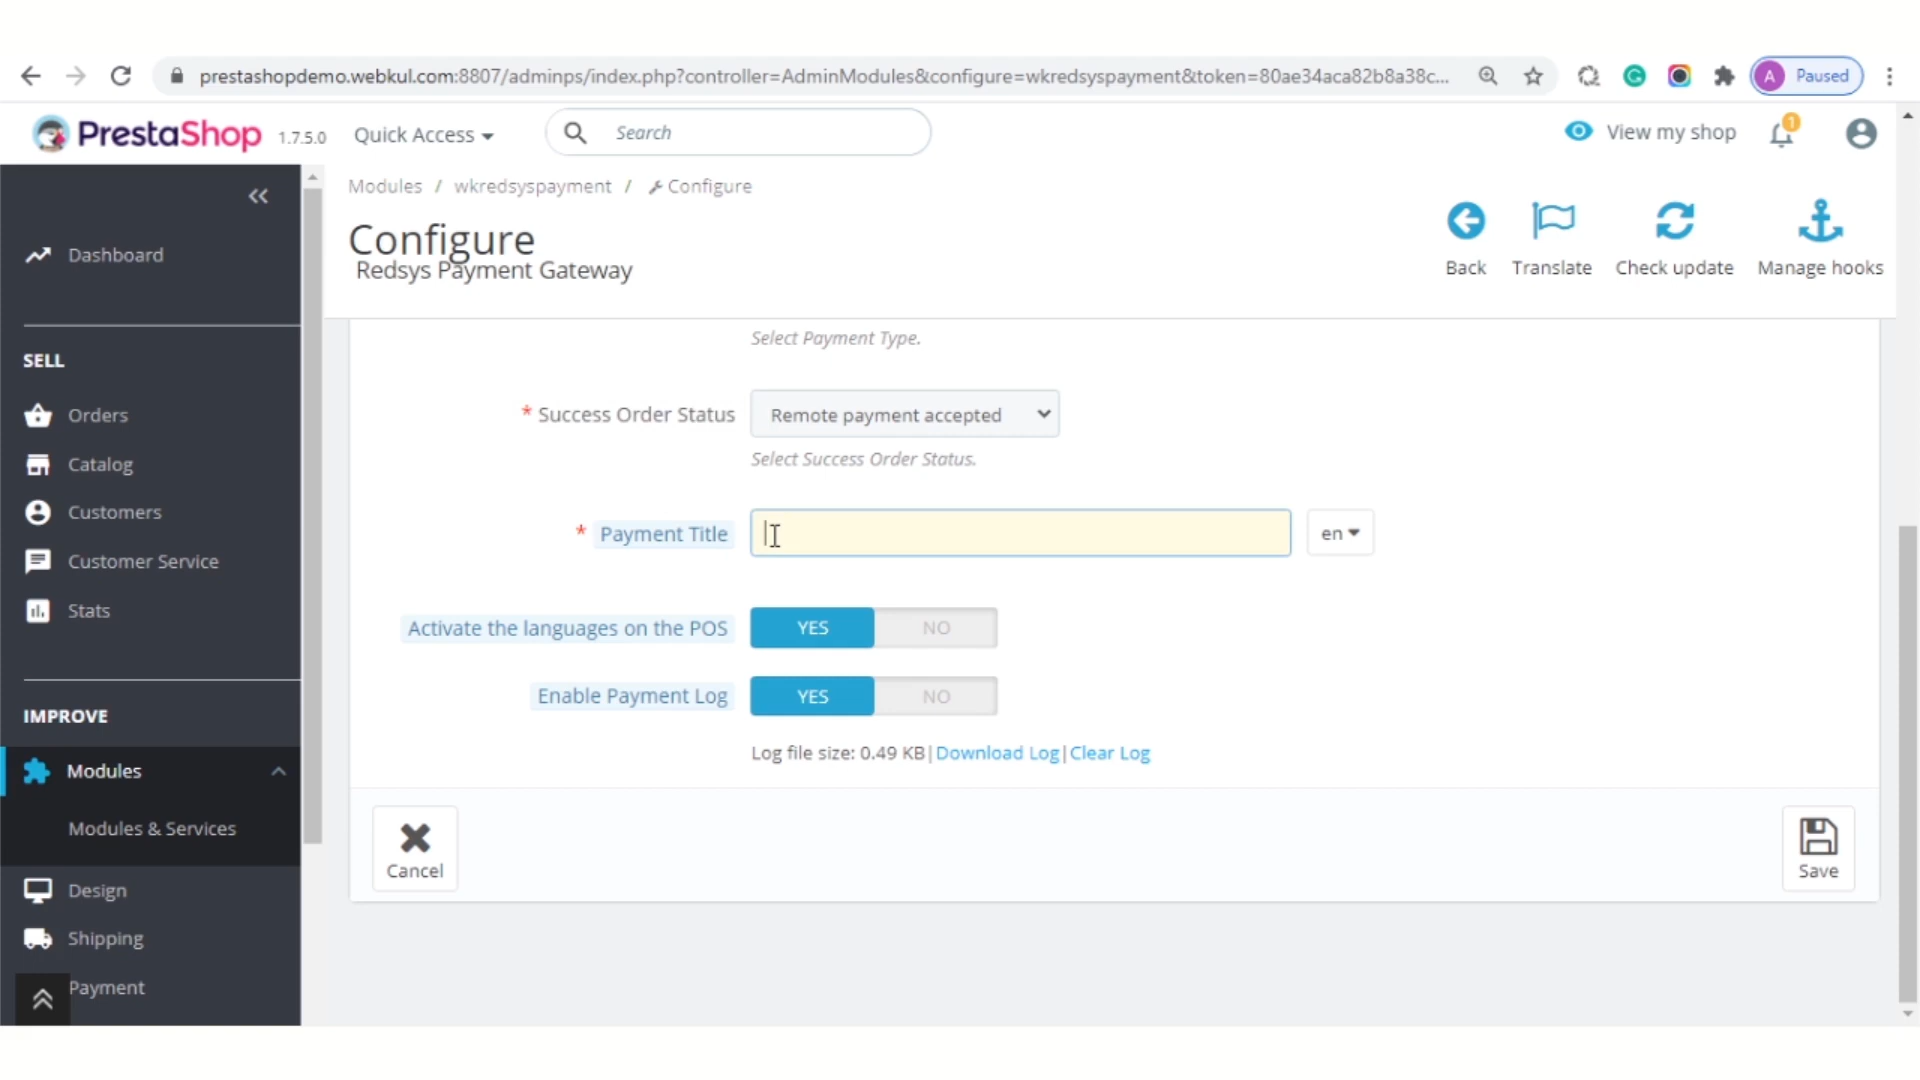 prestashopdemo.webkul.com:8807/adminps/index.php?controller=AdminModules&configure=wkredsyspayment&token=80ae34aca82b8a38c...
A Paused
PrestaShop 1.7.5.0 Quick Access Search View my shop 1
Modules / wkredsyspayment / Configure
Configure
Redsys Payment Gateway
Back Translate Check update Manage hooks
Dashboard
SELL
Orders
Catalog
Customers
Customer Service
Stats
IMPROVE
Modules
Modules & Services
Design
Shipping
Payment
Select Payment Type.
* Success Order Status Remote payment accepted
Select Success Order Status.
* Payment Title en
Activate the languages on the POS YES NO
Enable Payment Log YES NO
Log file size: 0.49 KB|Download Log|Clear Log
Cancel Save